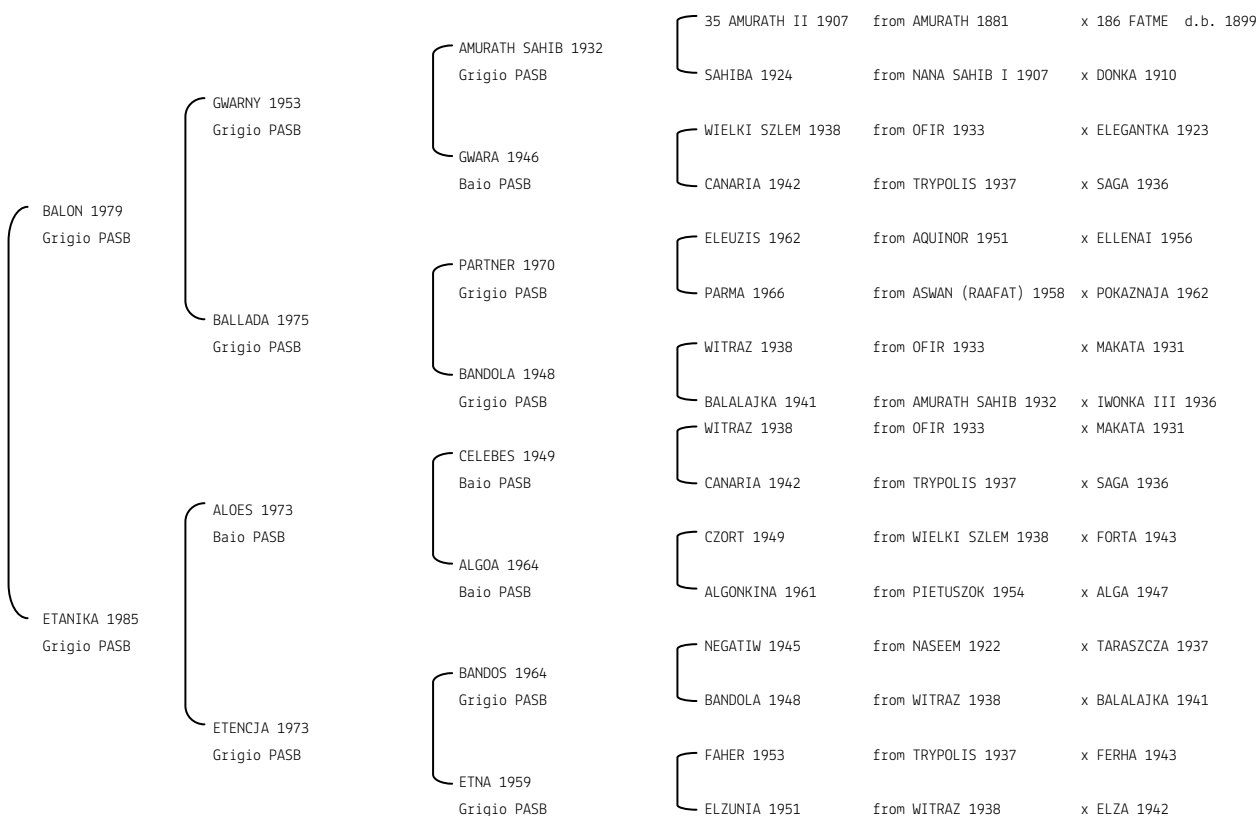 35 AMURATH II 1907 from AMURATH 1881 x 186 FATME d.b. 1899
AMURATH SAHIB 1932
Grigio PASB
SAHIBA 1924 from NANA SAHIB I 1907 x DONKA 1910
GWARNY 1953
Grigio PASB
WIELKI SZLEM 1938 from OFIR 1933 x ELEGANTKA 1923
GWARA 1946
Baio PASB
CANARIA 1942 from TRYPOLIS 1937 x SAGA 1936
BALON 1979
Grigio PASB
ELEUZIS 1962 from AQUINOR 1951 x ELLENAI 1956
PARTNER 1970
Grigio PASB
PARMA 1966 from ASWAN (RAAFAT) 1958 x POKAZNAJA 1962
BALLADA 1975
Grigio PASB
WITRAZ 1938 from OFIR 1933 x MAKATA 1931
BANDOLA 1948
Grigio PASB
BALALAJKA 1941 from AMURATH SAHIB 1932 x IWONKA III 1936
WITRAZ 1938 from OFIR 1933 x MAKATA 1931
CELEBES 1949
Baio PASB
CANARIA 1942 from TRYPOLIS 1937 x SAGA 1936
ALOES 1973
Baio PASB
CZORT 1949 from WIELKI SZLEM 1938 x FORTA 1943
ALGOA 1964
Baio PASB
ALGONKINA 1961 from PIETUSZOK 1954 x ALGA 1947
ETANIKA 1985
Grigio PASB
NEGATIW 1945 from NASEEM 1922 x TARASZCZA 1937
BANDOS 1964
Grigio PASB
BANDOLA 1948 from WITRAZ 1938 x BALALAJKA 1941
ETENCJA 1973
Grigio PASB
FAHER 1953 from TRYPOLIS 1937 x FERHA 1943
ETNA 1959
Grigio PASB
ELZUNIA 1951 from WITRAZ 1938 x ELZA 1942